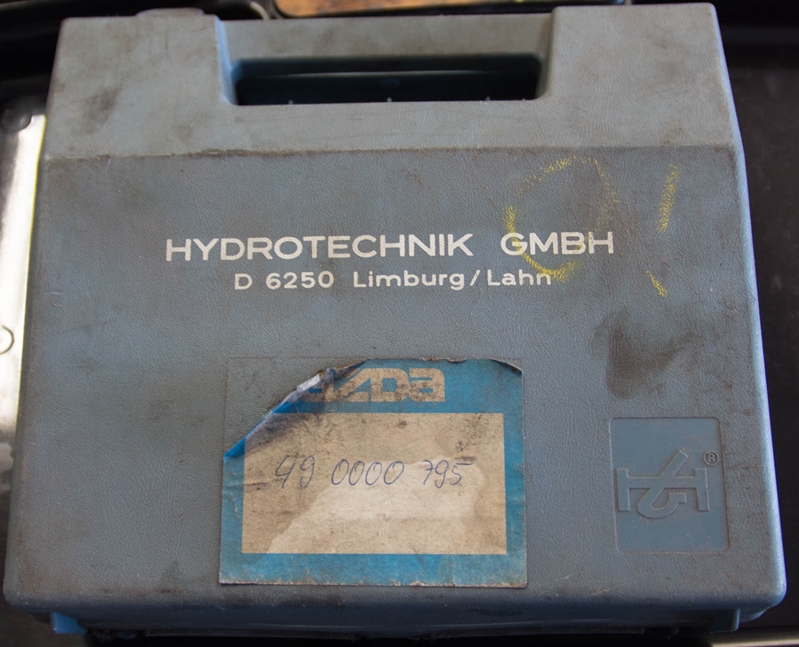 HYDROTECHNIK GMBH
D 6250 Limburg/Lahn
49 0000 795
®